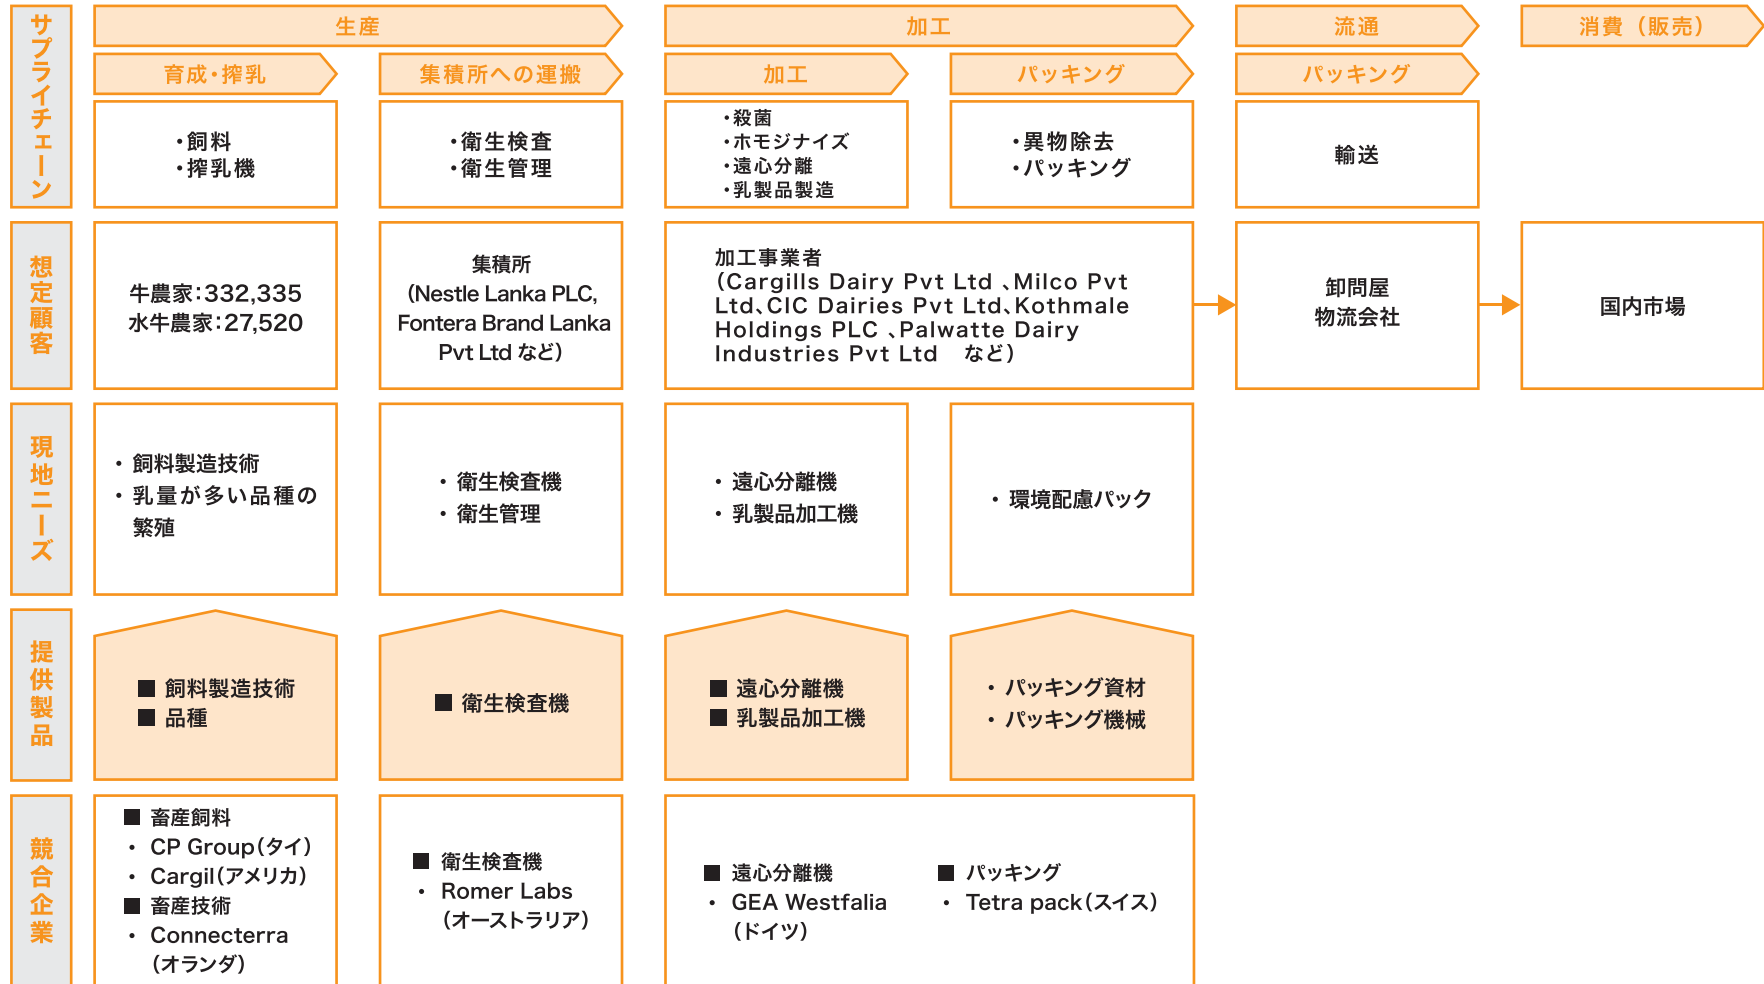 サプライチェーン
生産
加工
流通
消費（販売）
育成・搾乳
集積所への運搬
加工
パッキング
パッキング
・飼料
・搾乳機
・衛生検査
・衛生管理
・殺菌
・ホモジナイズ
・遠心分離
・乳製品製造
・異物除去
・パッキング
輸送
想定顧客
牛農家：332,335
水牛農家：27,520
集積所
（Nestle Lanka PLC,
Fontera Brand Lanka
Pvt Ltd など）
加工事業者
（Cargills Dairy Pvt Ltd 、Milco Pvt
Ltd、CIC Dairies Pvt Ltd、Kothmale
Holdings PLC 、Palwatte Dairy
Industries Pvt Ltd　など）
卸問屋
物流会社
国内市場
現地ニーズ
・ 飼料製造技術
・ 乳量が多い品種の
繁殖
・ 衛生検査機
・ 衛生管理
・ 遠心分離機
・ 乳製品加工機
・ 環境配慮パック
提供製品
■ 飼料製造技術
■ 品種
■ 衛生検査機
■ 遠心分離機
■ 乳製品加工機
・ パッキング資材
・ パッキング機械
競合企業
■ 畜産飼料
・ CP Group（タイ）
・ Cargil（アメリカ）
■ 畜産技術
・ Connecterra
（オランダ）
■ 衛生検査機
・ Romer Labs
（オーストラリア）
■ 遠心分離機
・ GEA Westfalia
（ドイツ）
■ パッキング
・ Tetra pack（スイス）